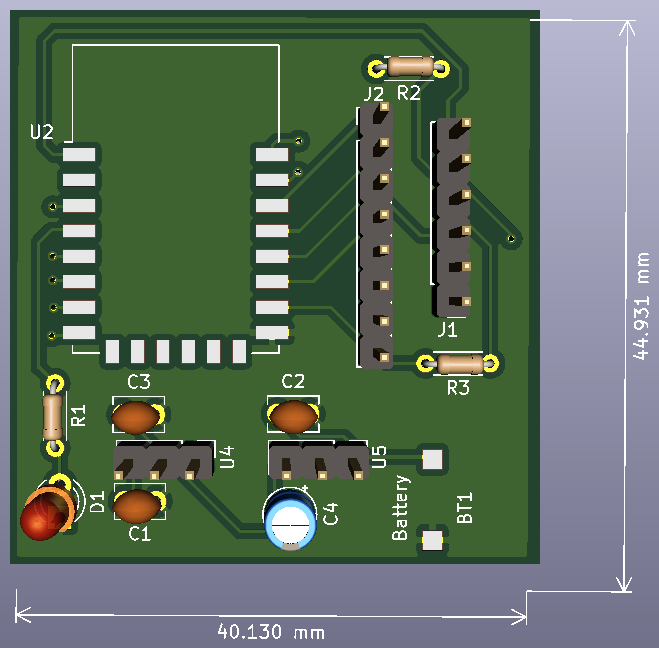 R2
J2
U2
J1
R3
C3
C2
R1
U4
U5
D1
C1
+
C4
Battery
BT1
44.931 mm
40.130 mm